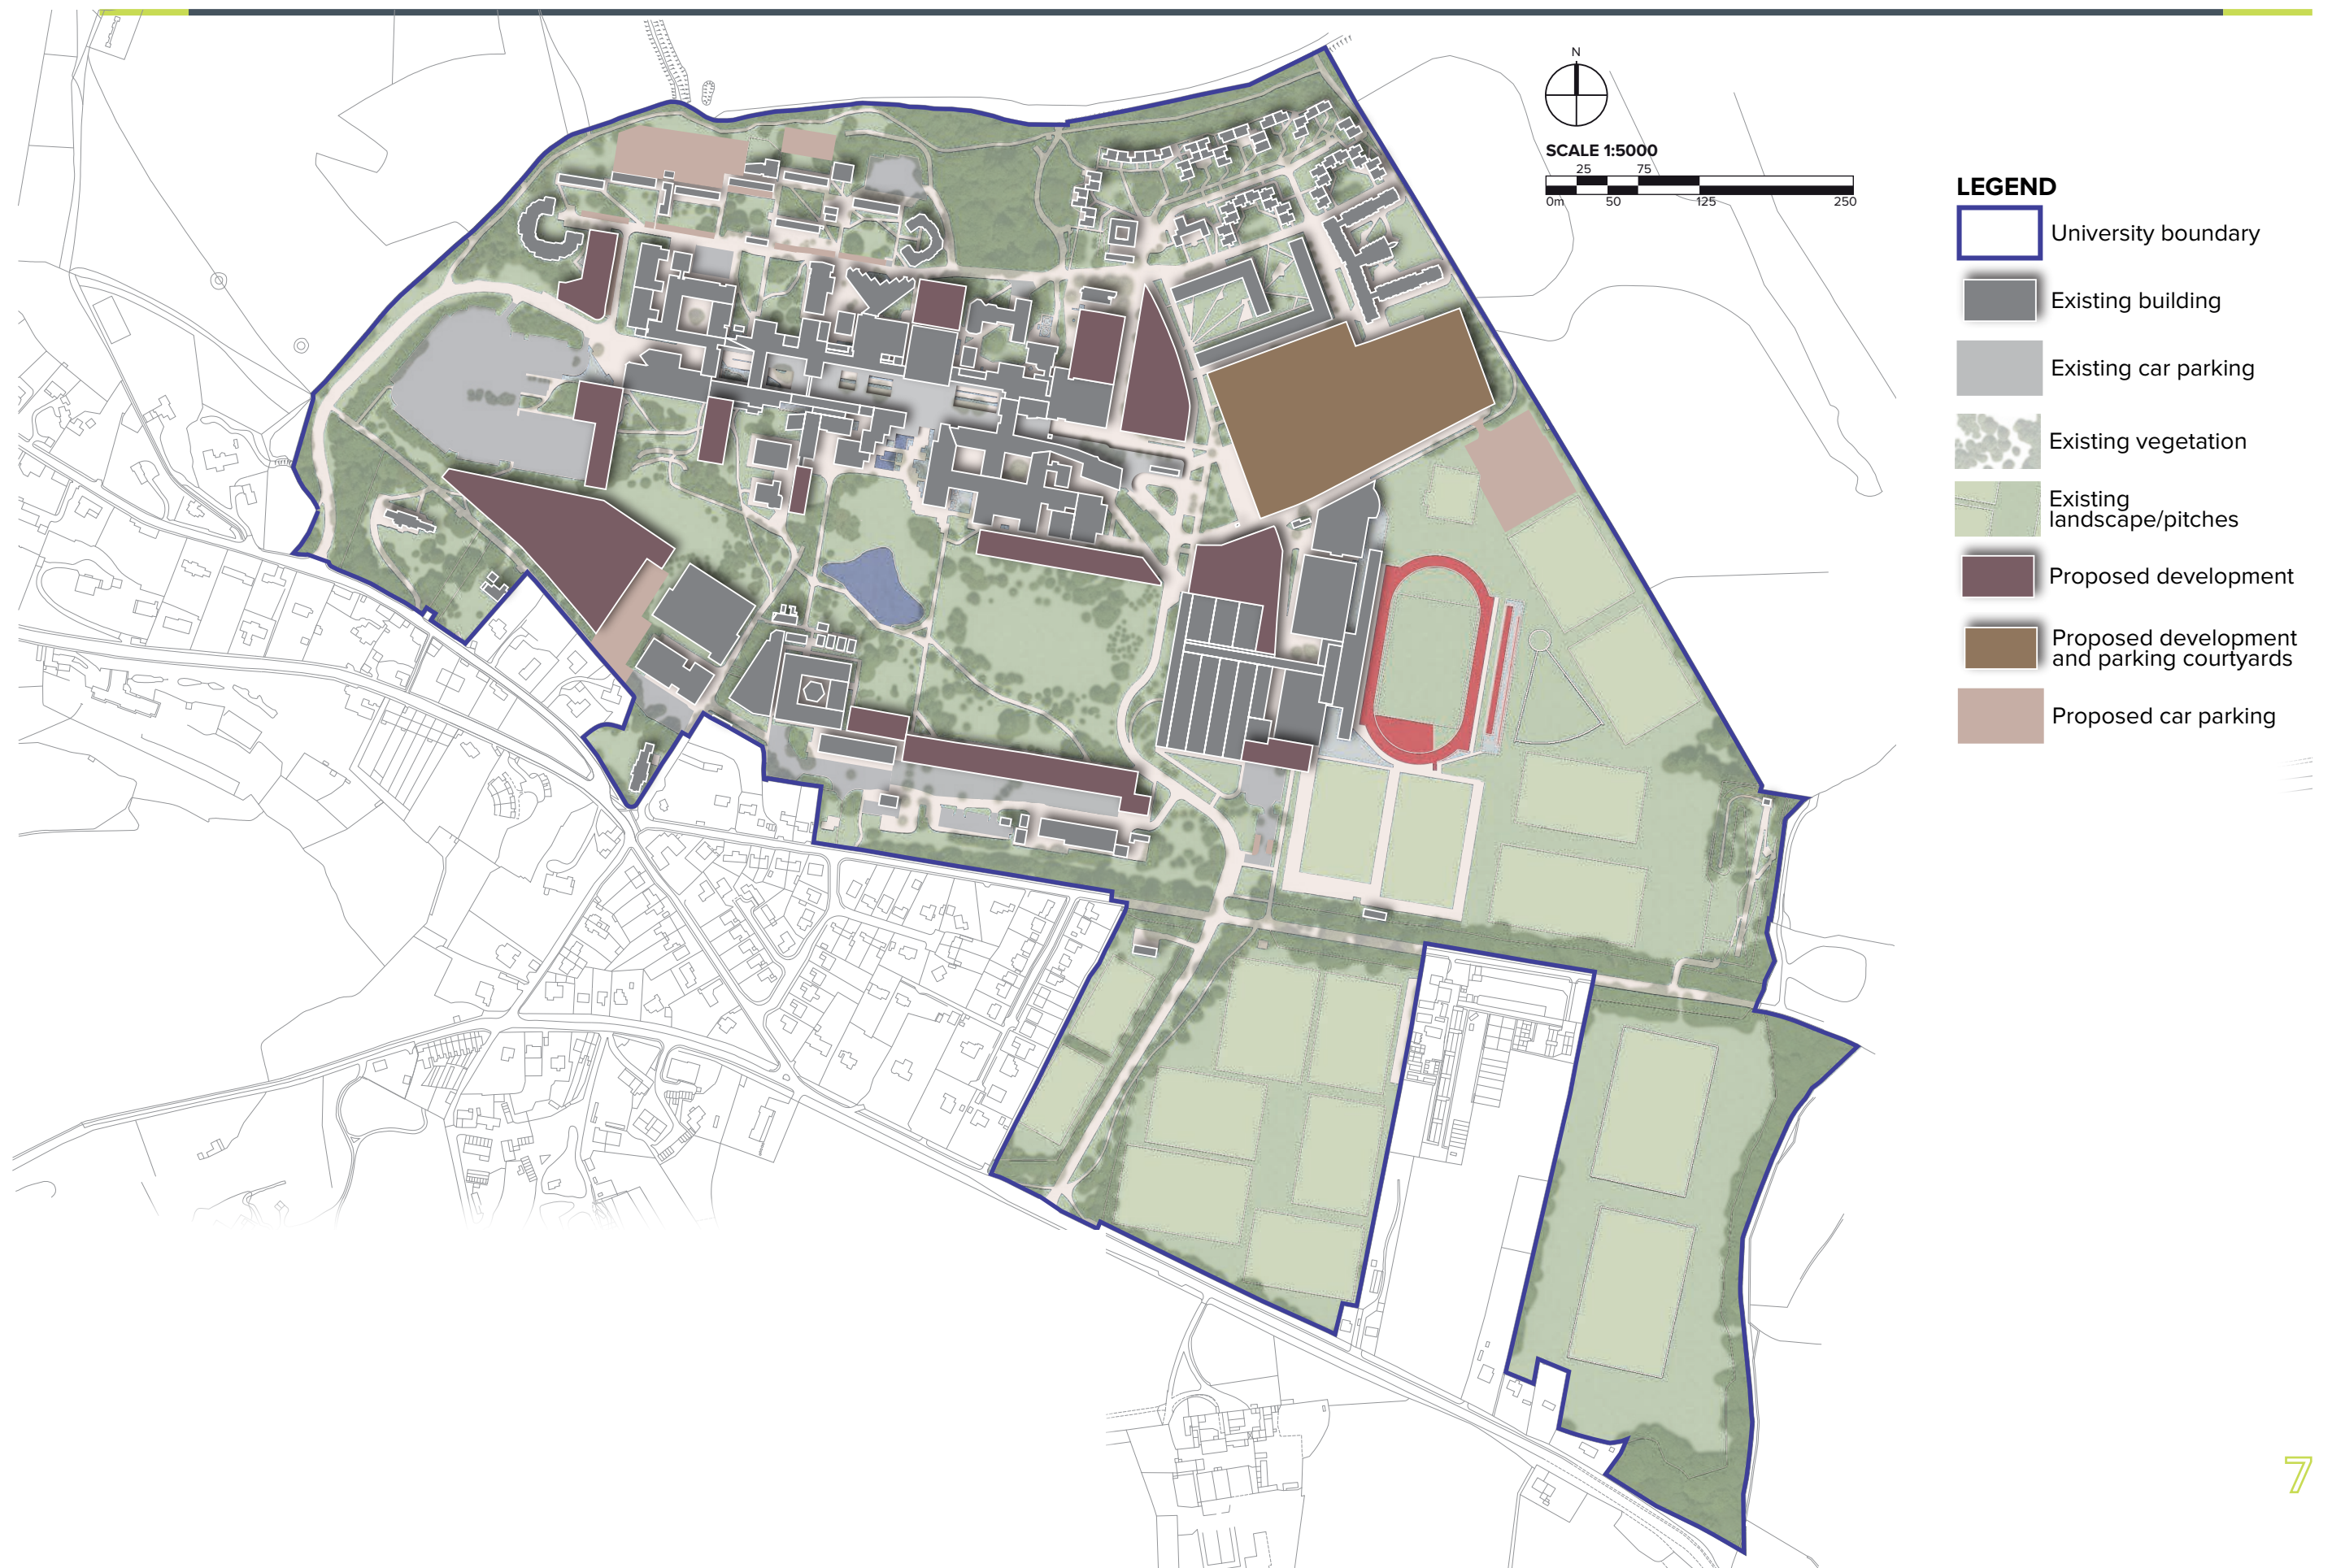 N
SCALE 1:5000
25 75
0m 50 125 250
LEGEND
University boundary
Existing building
Existing car parking
Existing vegetation
Existing
landscape/pitches
Proposed development
Proposed development
and parking courtyards
Proposed car parking
7